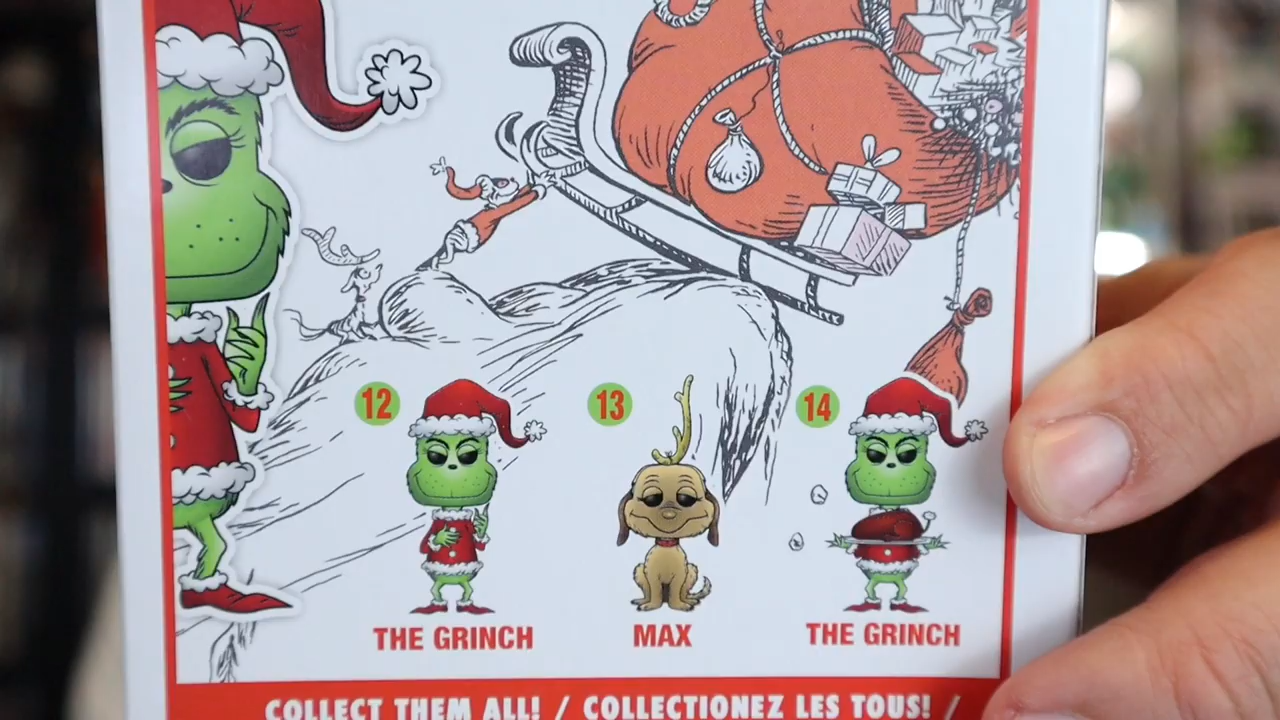 12 13 14
THE GRINCH MAX THE GRINCH
COLLECT THEM ALL! / COLLECTIONEZ LES TOUS! /